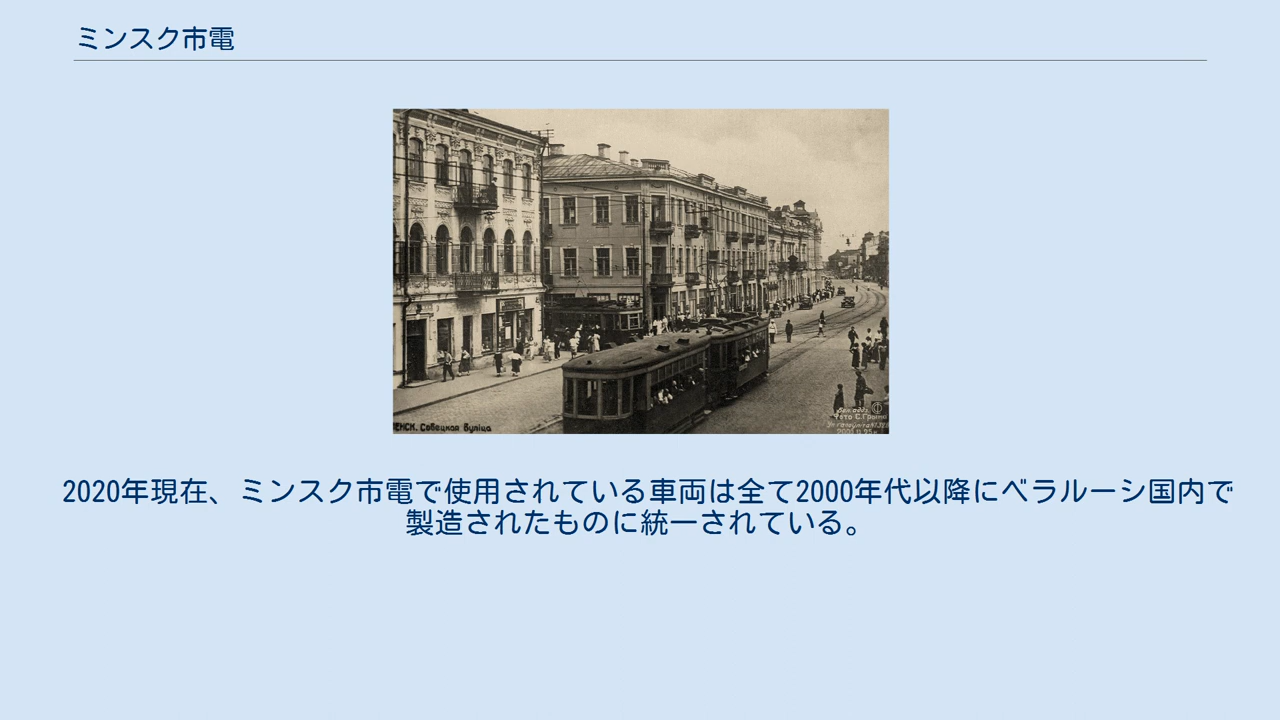 ミンスク市電
ЕНСК. Совецкая вуліца
2020年現在、ミンスク市電で使用されている車両は全て2000年代以降にベラルーシ国内で
製造されたものに統一されている。